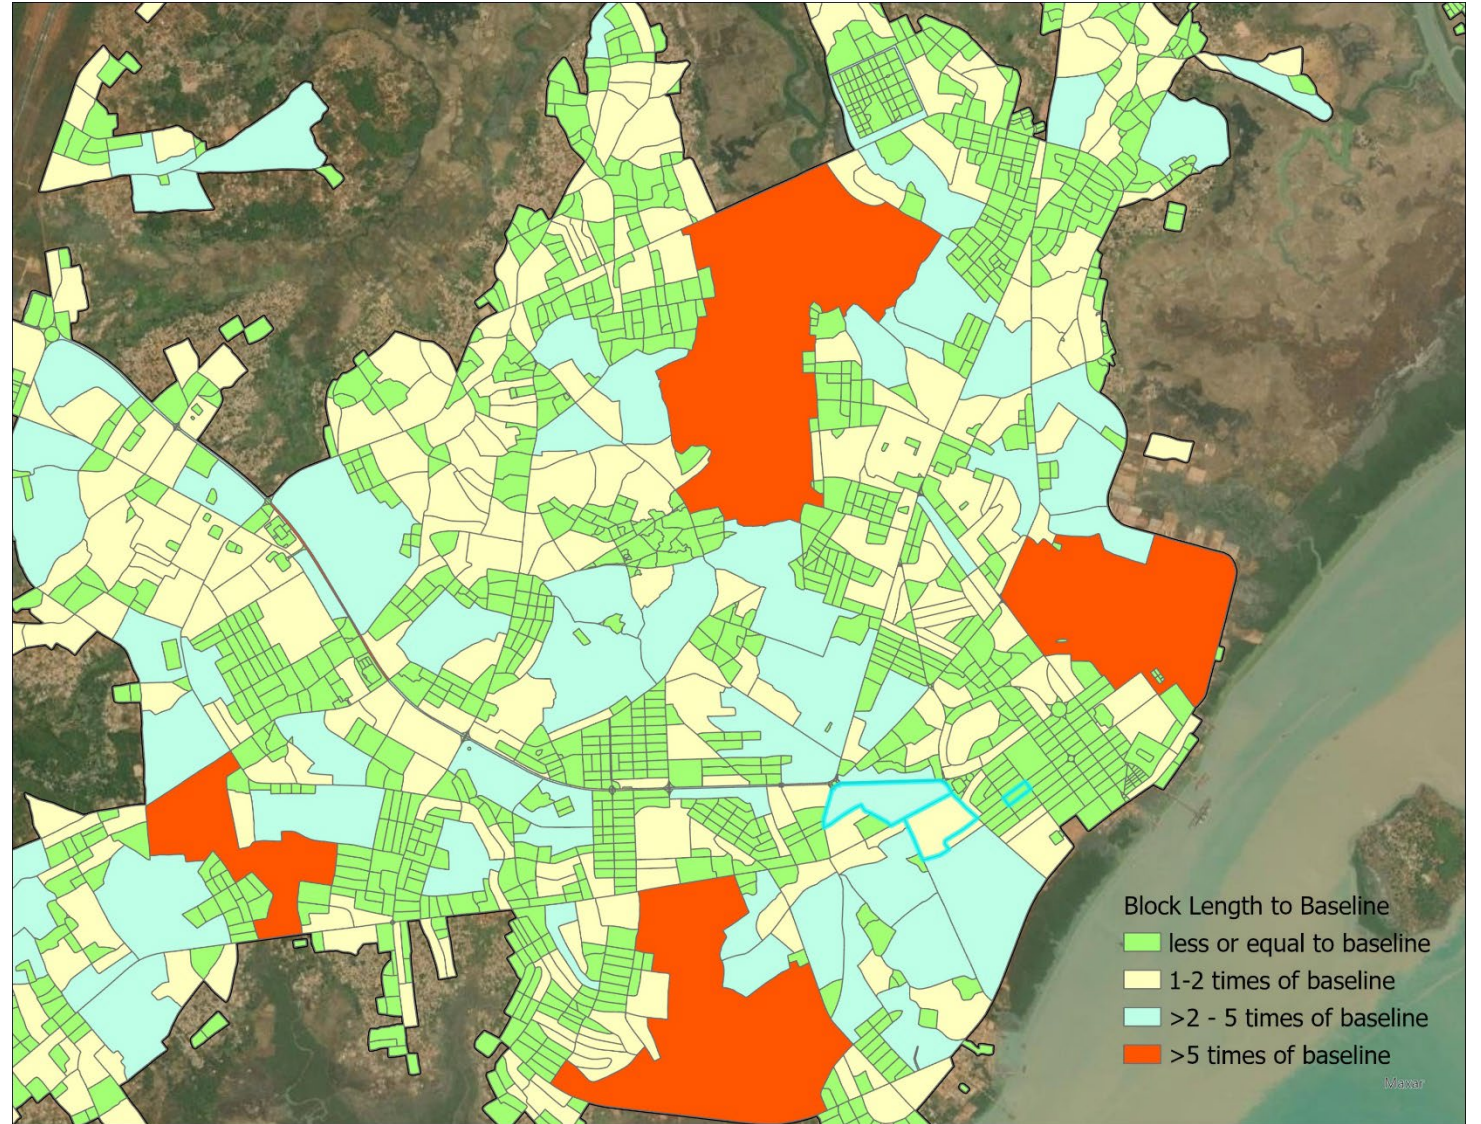 Block Length to Baseline
less or equal to baseline
1-2 times of baseline
>2 - 5 times of baseline
>5 times of baseline
Maxar